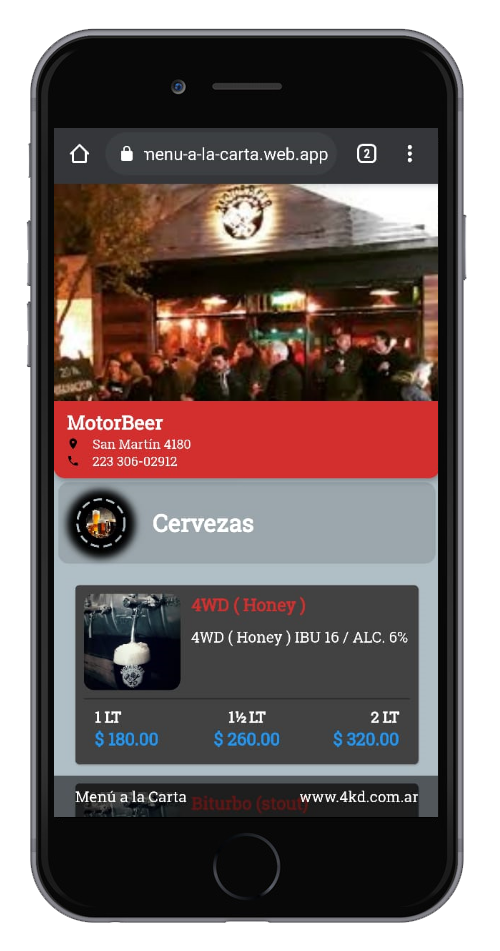 menu-a-la-carta.web.app
2
MotorBeer
San Martín 4180
223 306-02912
Cervezas
4WD ( Honey )
4WD ( Honey ) IBU 16 / ALC. 6%
1 LT 1½ LT 2 LT
$ 180.00 $ 260.00 $ 320.00
Biturbo (stout)
Menú a la Carta www.4kd.com.ar